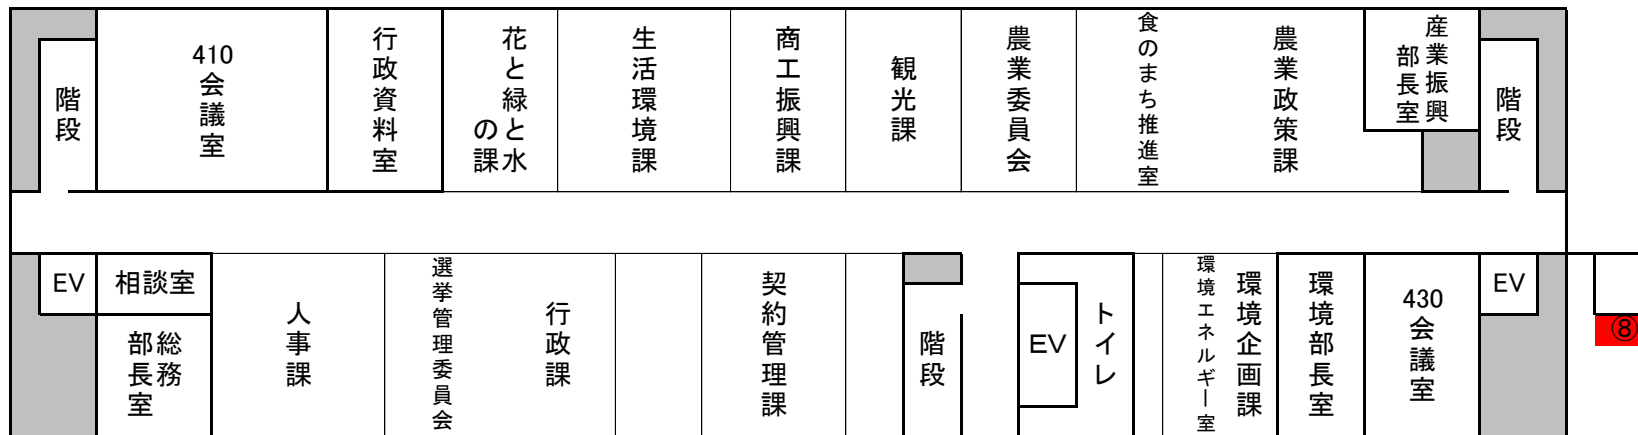 階段
410
会議室
行政資料室
花と緑と水
の課
生活環境課
商工振興課
観光課
農業委員会
食のまち推進室
農業政策課
産業振興
部長室
階段
EV
相談室
総務
部長室
人事課
選挙管理委員会
行政課
契約管理課
階段
EV
トイレ
環境エネルギー室
環境企画課
環境部長室
430
会議室
EV
⑧